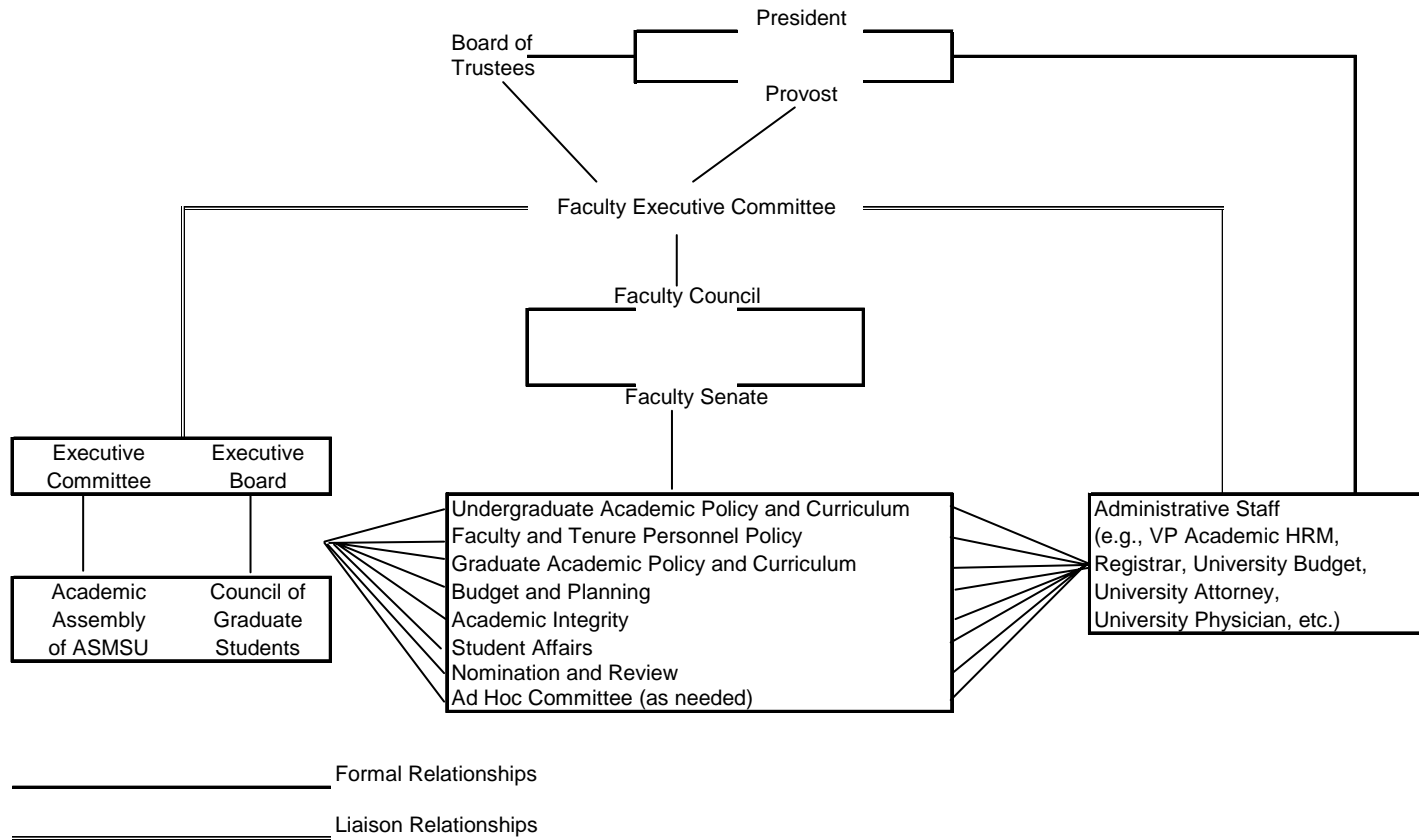 President
Board of
Trustees
Provost
Faculty Executive Committee
Faculty Council
Faculty Senate
Executive
Committee
Executive
Board
Academic
Assembly
of ASMSU
Council of
Graduate
Students
Undergraduate Academic Policy and Curriculum
Faculty and Tenure Personnel Policy
Graduate Academic Policy and Curriculum
Budget and Planning
Academic Integrity
Student Affairs
Nomination and Review
Ad Hoc Committee (as needed)
Administrative Staff
(e.g., VP Academic HRM,
Registrar, University Budget,
University Attorney,
University Physician, etc.)
Formal Relationships
Liaison Relationships